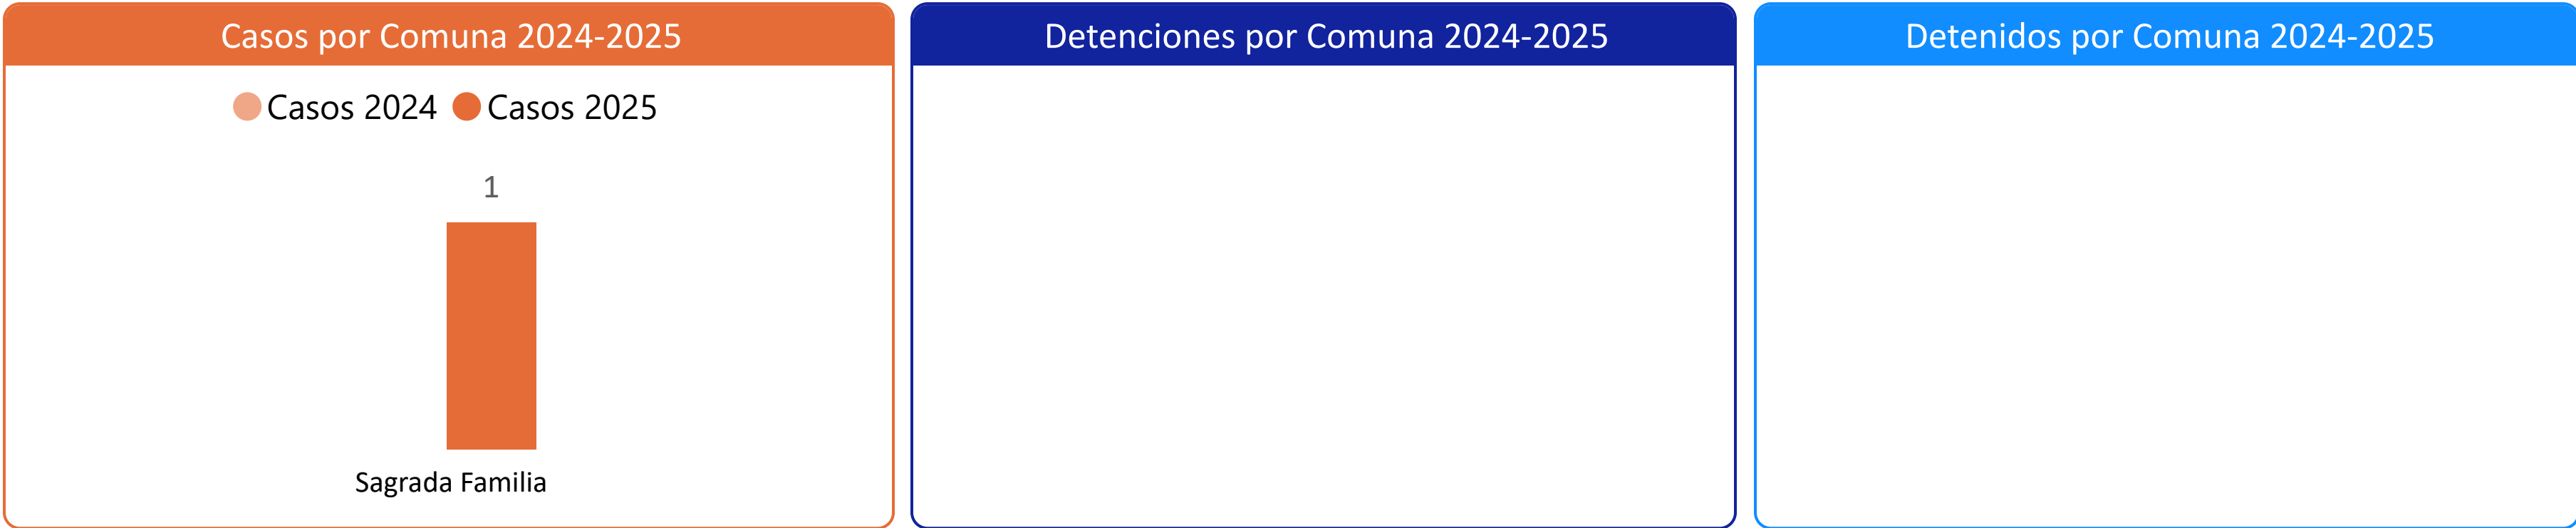 Casos por Comuna 2024-2025
Casos 2024 Casos 2025
1
Sagrada Familia
Detenciones por Comuna 2024-2025
Detenidos por Comuna 2024-2025